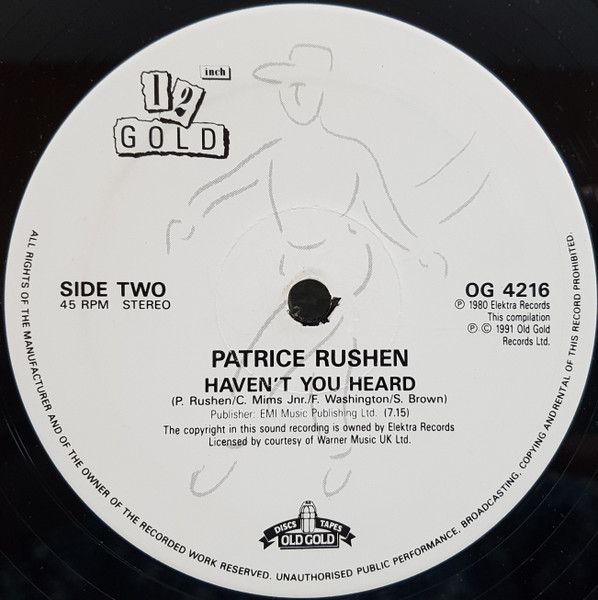 12 inch
GOLD
SIDE TWO
45 RPM STEREO
OG 4216
℗ 1980 Elektra Records
This compilation
℗ © 1991 Old Gold
Records Ltd.
PATRICE RUSHEN
HAVEN'T YOU HEARD
(P. Rushen/C. Mims Jnr./F. Washington/S. Brown)
Publisher: EMI Music Publishing Ltd. (7.15)
The copyright in this sound recording is owned by Elektra Records
Licensed by courtesy of Warner Music UK Ltd.
DISCS TAPES
OLD GOLD
ALL RIGHTS OF THE MANUFACTURER AND OF THE OWNER OF THE RECORDED WORK RESERVED. UNAUTHORISED PUBLIC PERFORMANCE, BROADCASTING, COPYING AND RENTAL OF THIS RECORD PROHIBITED.